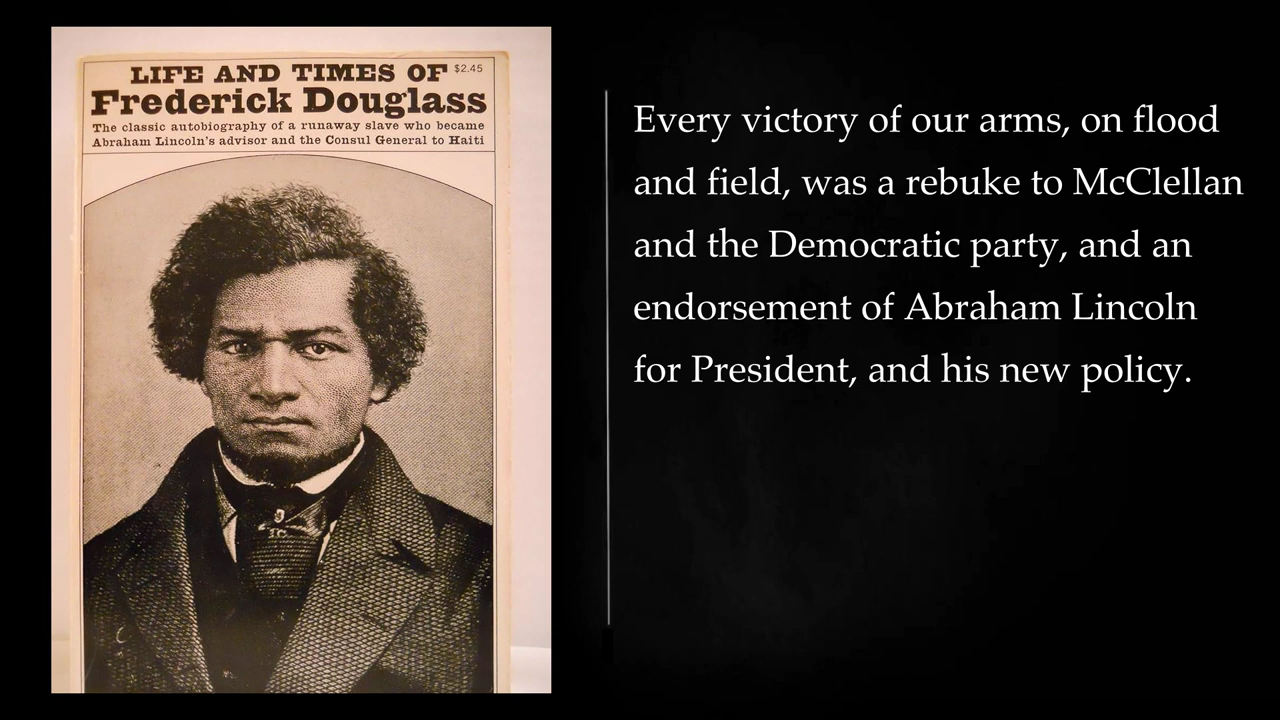 LIFE AND TIMES OF $2.45
Frederick Douglass
The classic autobiography of a runaway slave who became
Abraham Lincoln's advisor and the Consul General to Haiti
Every victory of our arms, on flood
and field, was a rebuke to McClellan
and the Democratic party, and an
endorsement of Abraham Lincoln
for President, and his new policy.